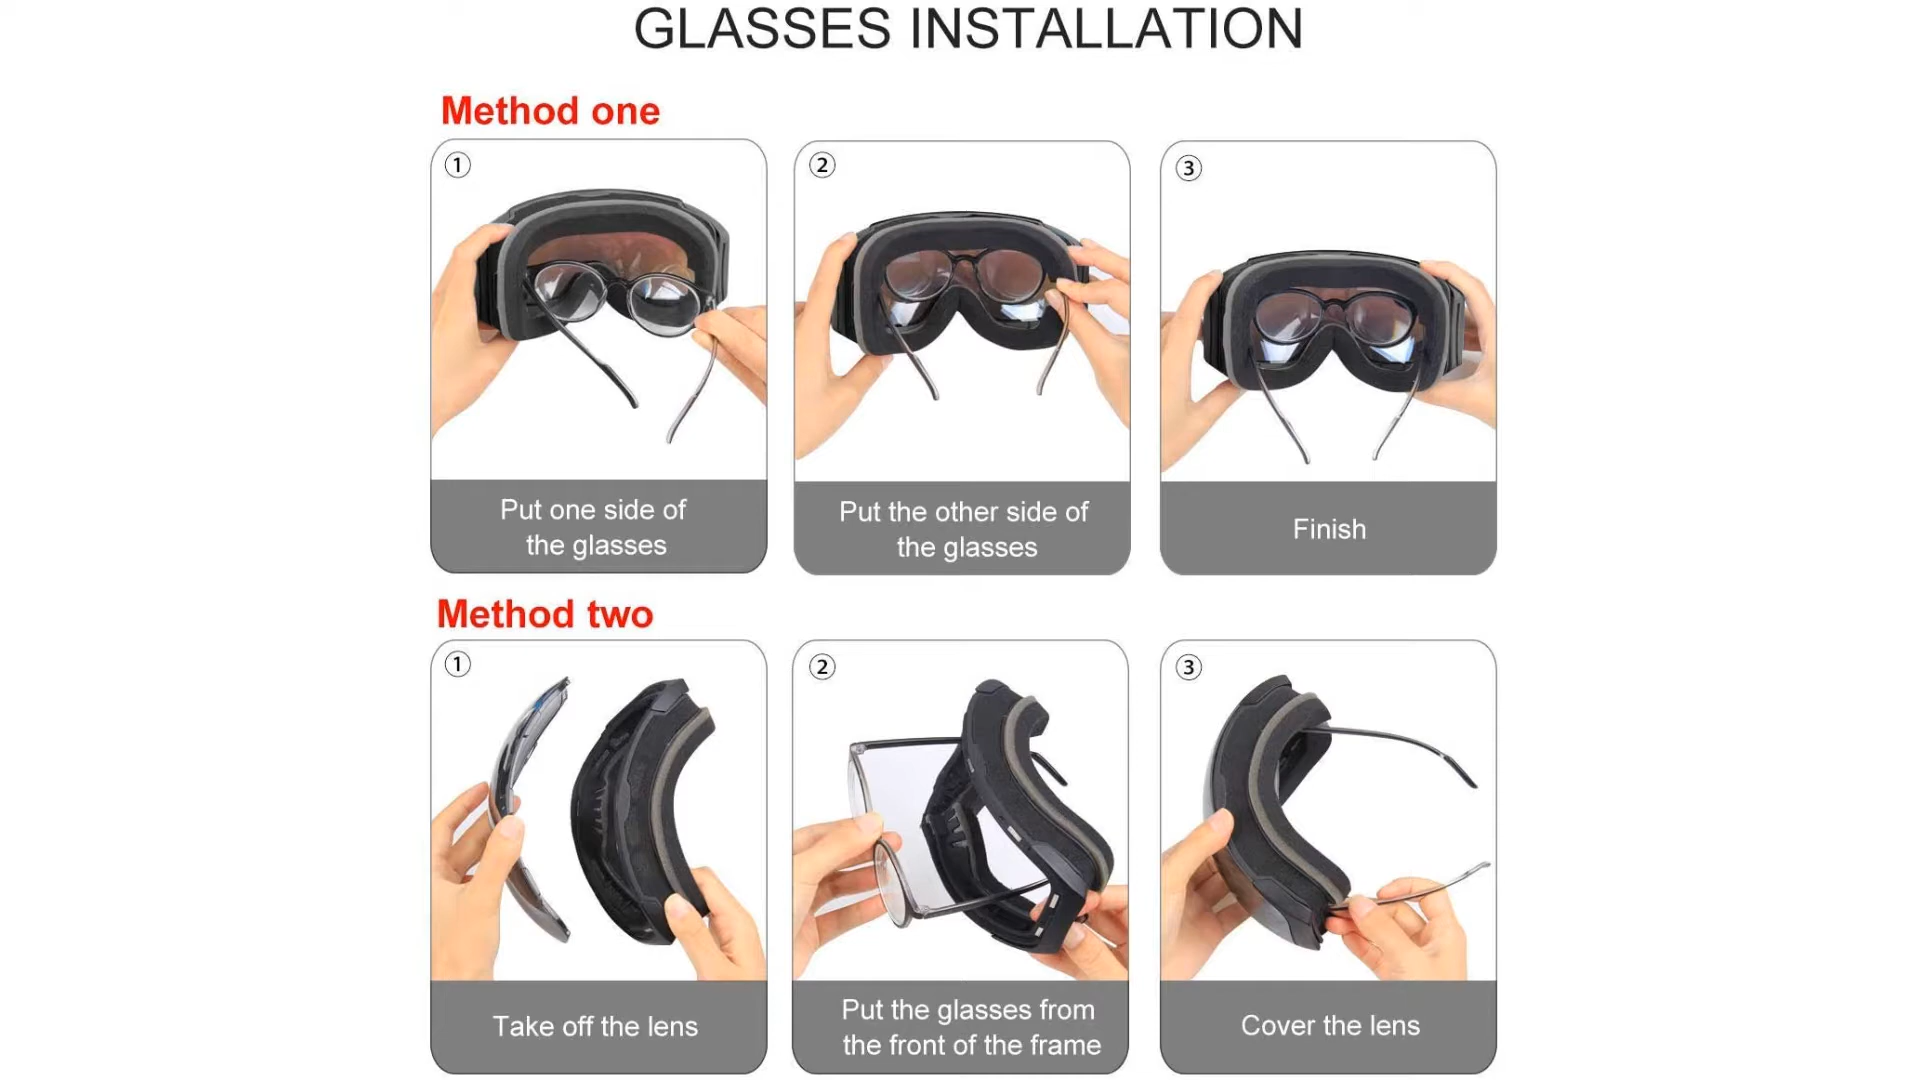 GLASSES INSTALLATION
Method one
1
2
3
Put one side of
the glasses
Put the other side of
the glasses
Finish
Method two
1
2
3
Take off the lens
Put the glasses from
the front of the frame
Cover the lens